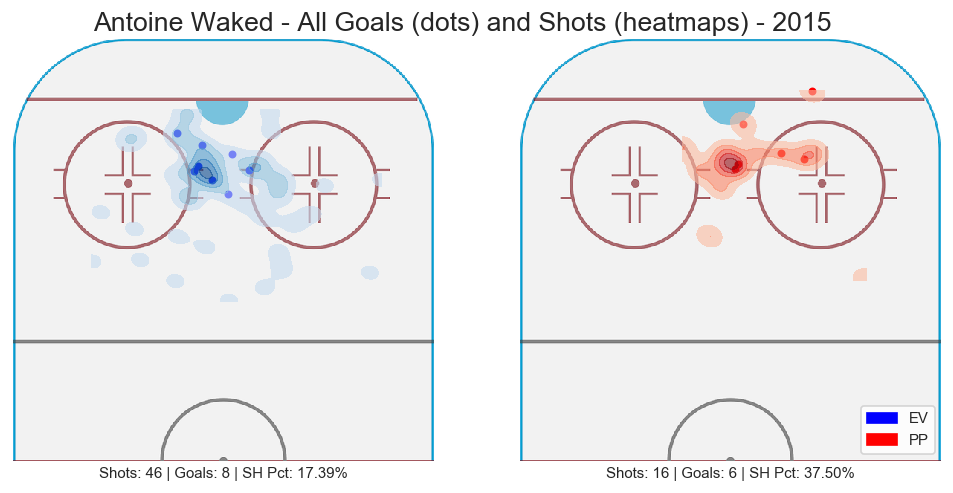 Antoine Waked - All Goals (dots) and Shots (heatmaps) - 2015
EV
PP
Shots: 46 | Goals: 8 | SH Pct: 17.39%
Shots: 16 | Goals: 6 | SH Pct: 37.50%